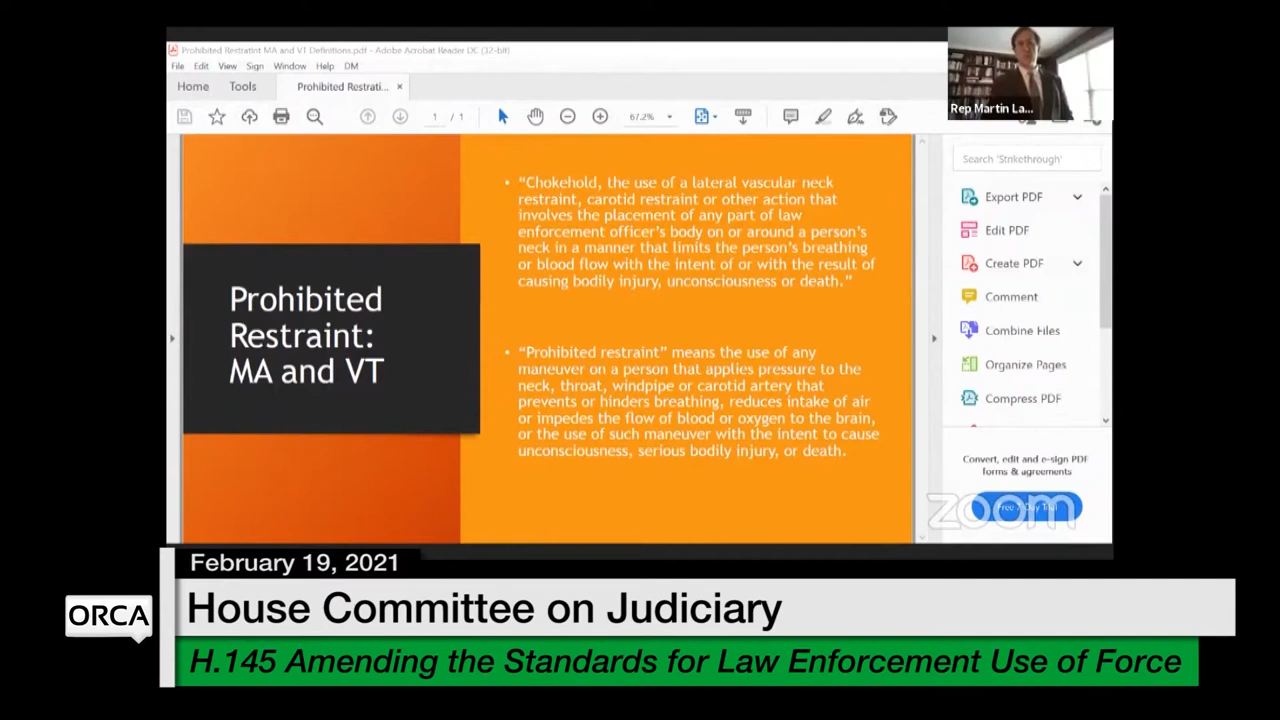 Prohibited Restraint MA and VT Definitions.pdf - Adobe Acrobat Reader DC (32-bit)
File Edit View Sign Window Help DM
Home Tools Prohibited Restrati... ×
1 / 1 67.2%
Rep Martin La...
Search 'Strikethrough'
Export PDF
Edit PDF
Create PDF
Comment
Combine Files
Organize Pages
Compress PDF
Convert, edit and e-sign PDF
forms & agreements
Free 7-Day Trial
zoom
Prohibited
Restraint:
MA and VT
• “Chokehold, the use of a lateral vascular neck
restraint, carotid restraint or other action that
involves the placement of any part of law
enforcement officer’s body on or around a person’s
neck in a manner that limits the person’s breathing
or blood flow with the intent of or with the result of
causing bodily injury, unconsciousness or death.”
• “Prohibited restraint” means the use of any
maneuver on a person that applies pressure to the
neck, throat, windpipe or carotid artery that
prevents or hinders breathing, reduces intake of air
or impedes the flow of blood or oxygen to the brain,
or the use of such maneuver with the intent to cause
unconsciousness, serious bodily injury, or death.
February 19, 2021
ORCA
House Committee on Judiciary
H.145 Amending the Standards for Law Enforcement Use of Force